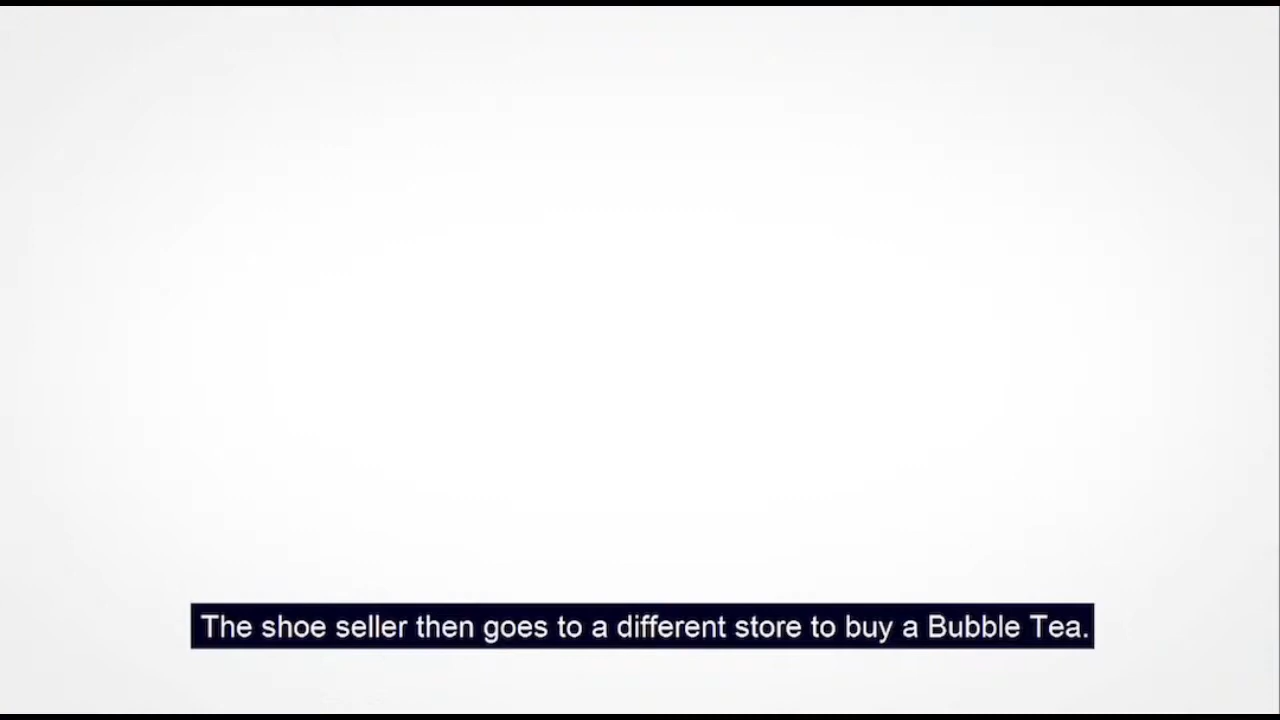 The shoe seller then goes to a different store to buy a Bubble Tea.